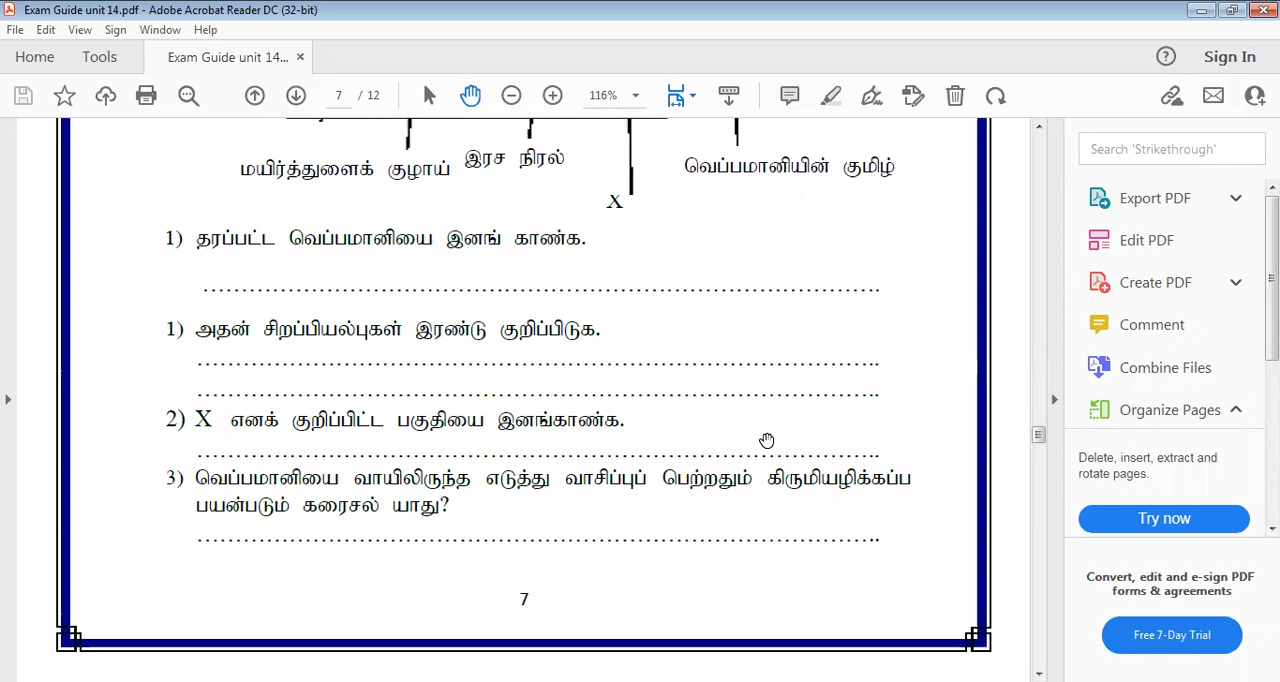 Exam Guide unit 14.pdf - Adobe Acrobat Reader DC (32-bit)
File Edit View Sign Window Help
Home Tools Exam Guide unit 14... × Sign In
7 / 12 116%
மயிர்த்துளைக் குழாய் இரச நிரல் வெப்பமானியின் குமிழ்
X
1) தரப்பட்ட வெப்பமானியை இனங் காண்க.
1) அதன் சிறப்பியல்புகள் இரண்டு குறிப்பிடுக.
2) X எனக் குறிப்பிட்ட பகுதியை இனங்காண்க.
3) வெப்பமானியை வாயிலிருந்த எடுத்து வாசிப்புப் பெற்றதும் கிருமியழிக்கப்ப
பயன்படும் கரைசல் யாது?
7
Search 'Strikethrough'
Export PDF
Edit PDF
Create PDF
Comment
Combine Files
Organize Pages
Delete, insert, extract and
rotate pages.
Try now
Convert, edit and e-sign PDF
forms & agreements
Free 7-Day Trial